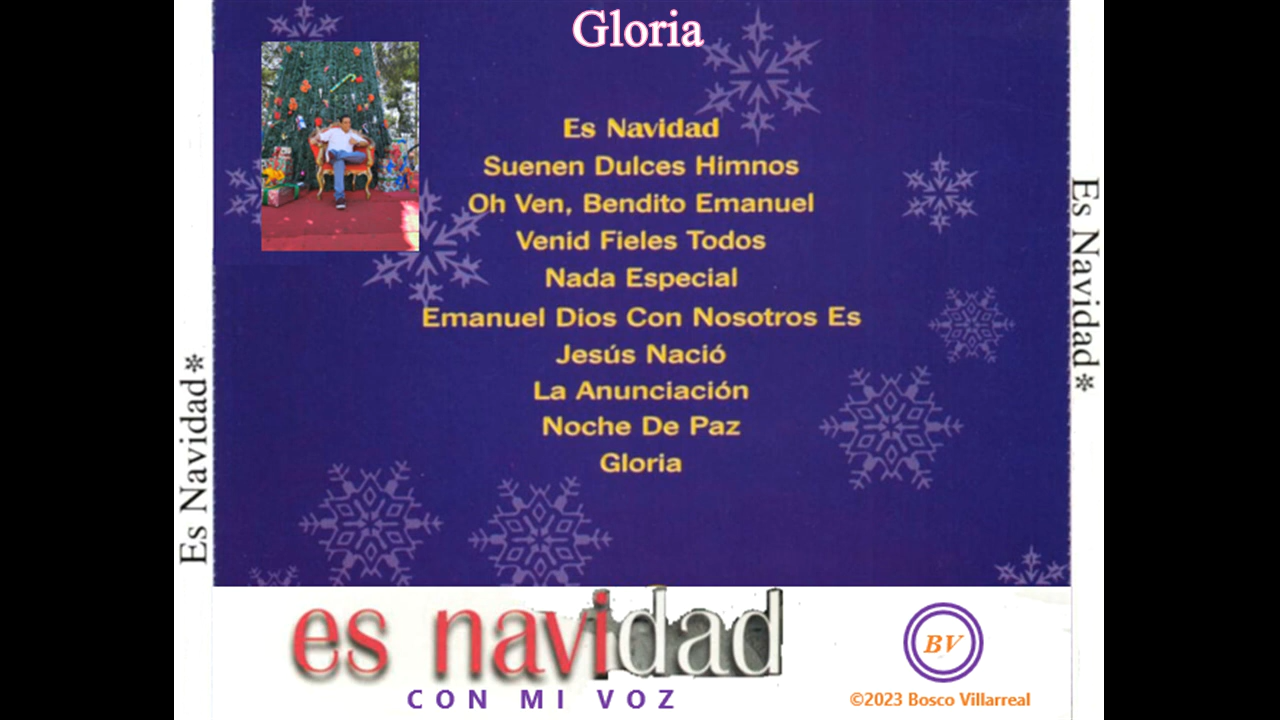 Gloria
Es Navidad
Suenen Dulces Himnos
Oh Ven, Bendito Emanuel
Venid Fieles Todos
Nada Especial
Emanuel Dios Con Nosotros Es
Jesús Nació
La Anunciación
Noche De Paz
Gloria
Es Navidad*
Es Navidad*
es navidad
CON MI VOZ
BV
©2023 Bosco Villarreal